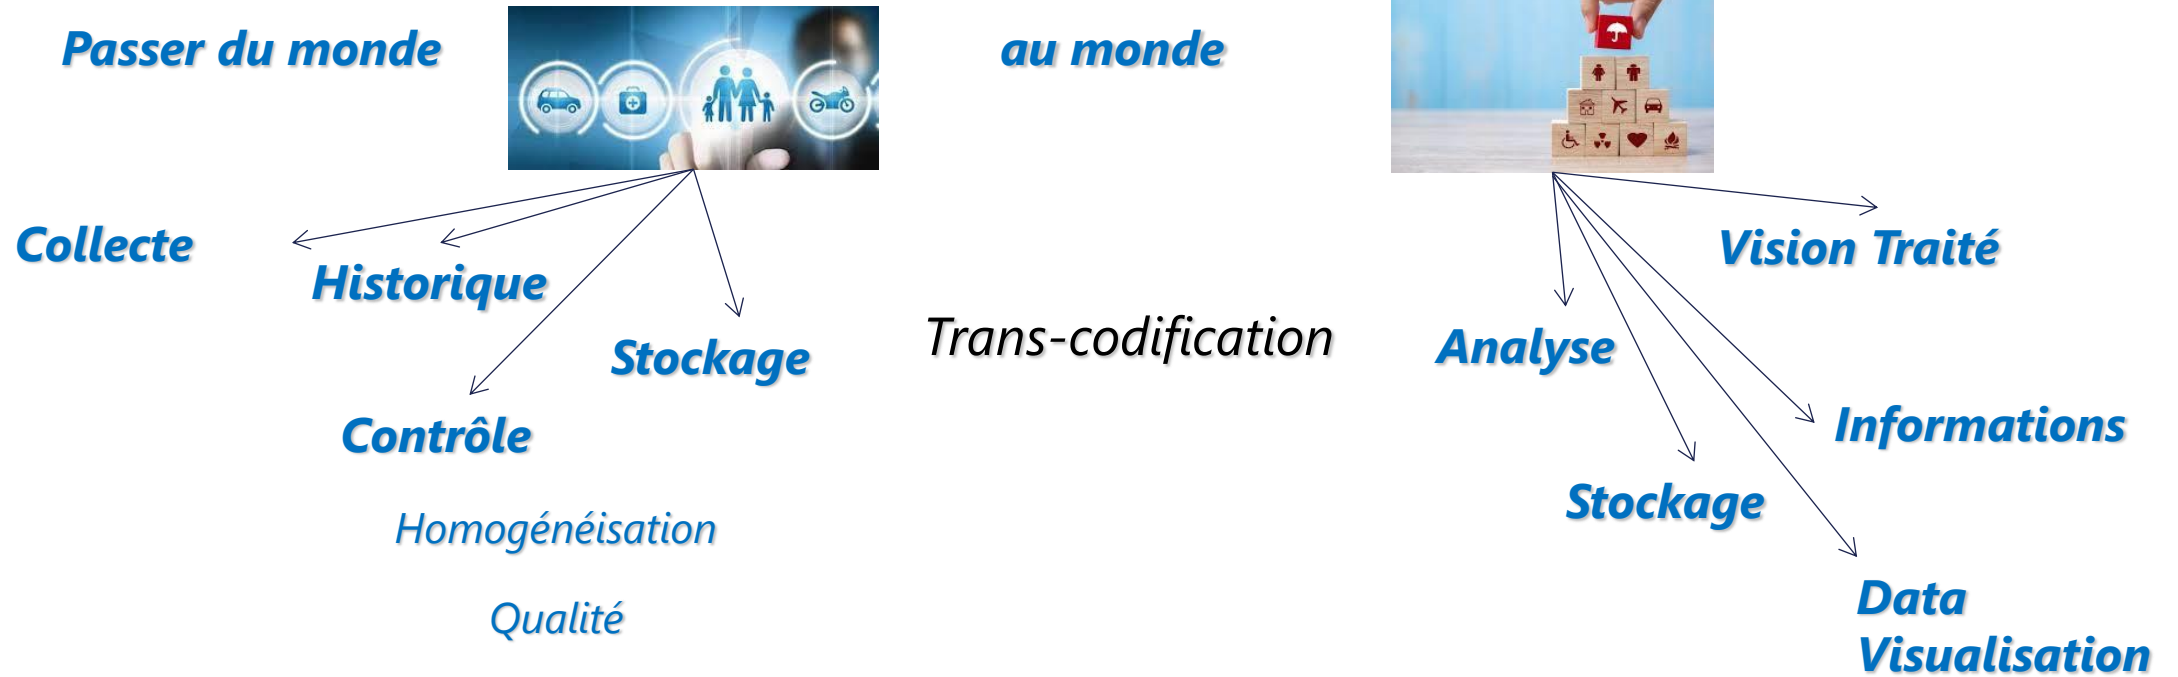 Passer du monde
au monde
Collecte
Historique
Stockage
Contrôle
Homogénéisation
Qualité
Trans-codification
Vision Traité
Analyse
Informations
Stockage
Data
Visualisation